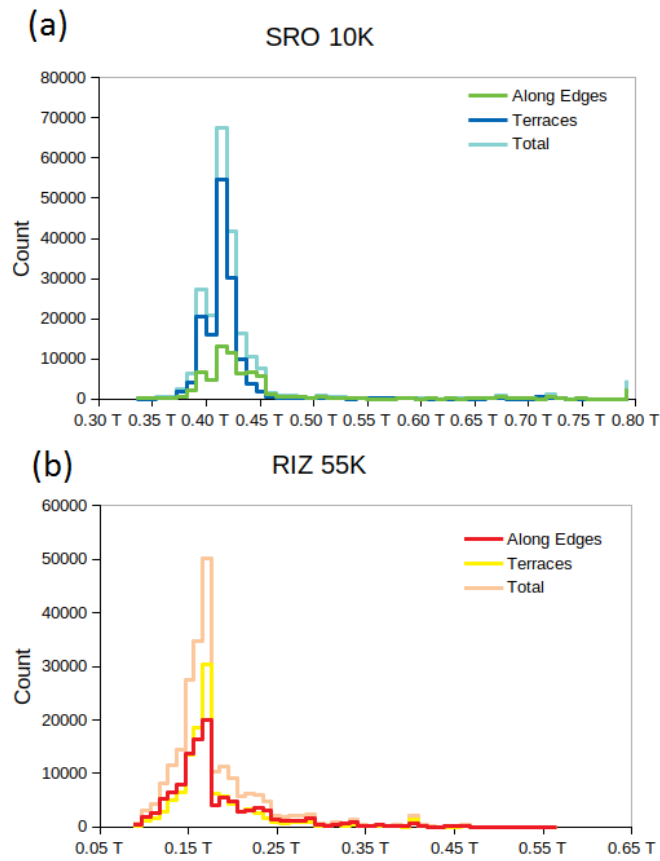 (a)
SRO 10K
80000
70000
60000
50000
40000
30000
20000
10000
0
Count
Along Edges
Terraces
Total
0.30 T 0.35 T 0.40 T 0.45 T 0.50 T 0.55 T 0.60 T 0.65 T 0.70 T 0.75 T 0.80 T
(b)
RIZ 55K
60000
50000
40000
30000
20000
10000
0
Count
Along Edges
Terraces
Total
0.05 T 0.15 T 0.25 T 0.35 T 0.45 T 0.55 T 0.65 T